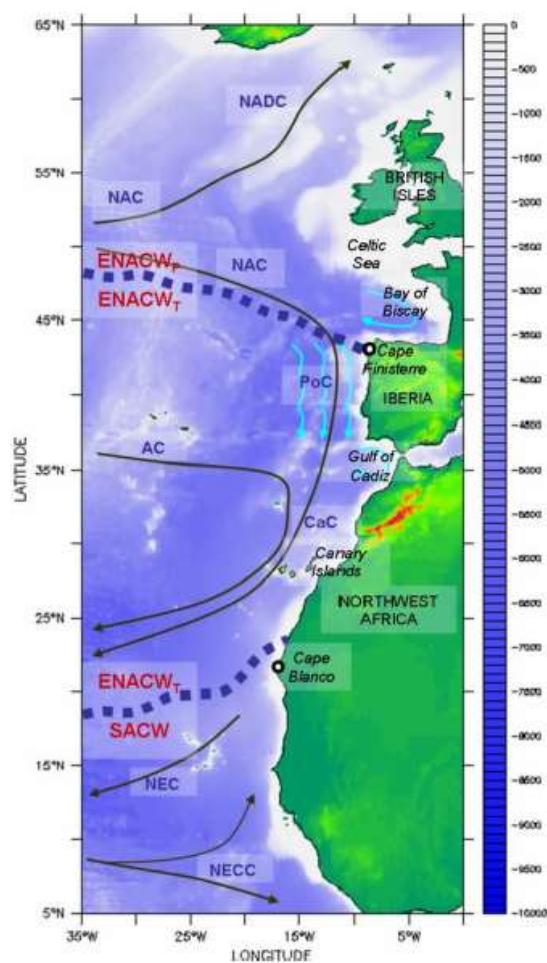 65°N
55°N
45°N
35°N
25°N
15°N
5°N
LATITUDE
35°W
25°W
15°W
5°W
LONGITUDE
NADC
NAC
BRITISH
ISLES
Celtic
Sea
ENACWP
ENACWT
NAC
Bay of
Biscay
Cape
Finisterre
PoC
IBERIA
AC
Gulf of
Cadiz
CaC
Canary
Islands
NORTHWEST
AFRICA
ENACWT
SACW
Cape
Blanco
NEC
NECC
0
-500
-1000
-1500
-2000
-2500
-3000
-3500
-4000
-4500
-5000
-5500
-6000
-6500
-7000
-7500
-8000
-8500
-9000
-9500
-10000